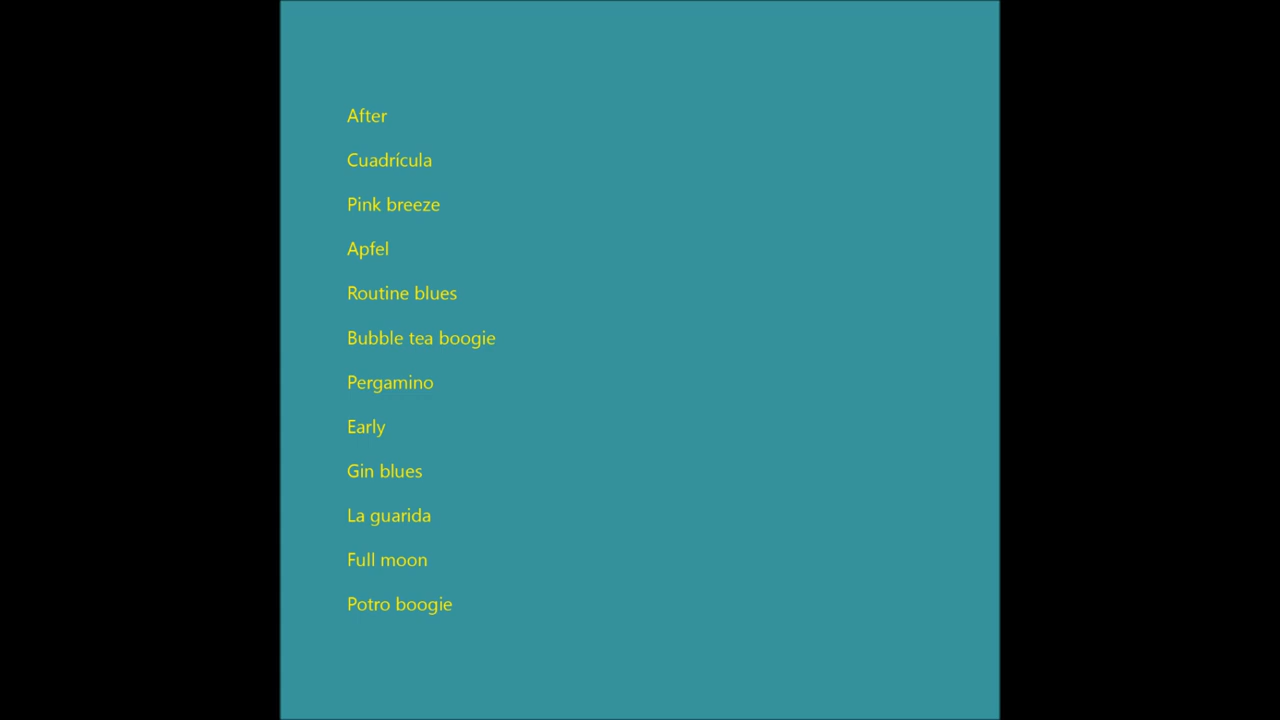 After
Cuadrícula
Pink breeze
Apfel
Routine blues
Bubble tea boogie
Pergamino
Early
Gin blues
La guarida
Full moon
Potro boogie